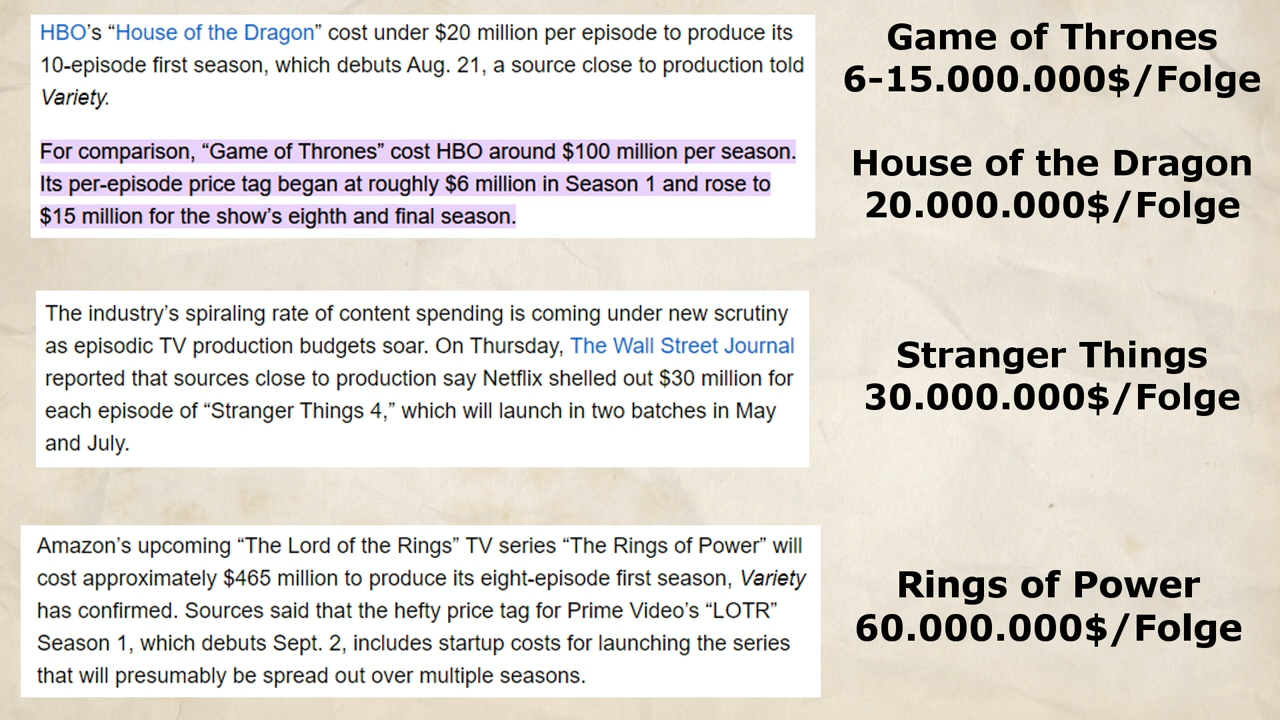 HBO's “House of the Dragon” cost under $20 million per episode to produce its
10-episode first season, which debuts Aug. 21, a source close to production told
Variety.
For comparison, “Game of Thrones” cost HBO around $100 million per season.
Its per-episode price tag began at roughly $6 million in Season 1 and rose to
$15 million for the show’s eighth and final season.
Game of Thrones
6-15.000.000$/Folge
House of the Dragon
20.000.000$/Folge
The industry’s spiraling rate of content spending is coming under new scrutiny
as episodic TV production budgets soar. On Thursday, The Wall Street Journal
reported that sources close to production say Netflix shelled out $30 million for
each episode of “Stranger Things 4,” which will launch in two batches in May
and July.
Stranger Things
30.000.000$/Folge
Amazon’s upcoming “The Lord of the Rings” TV series “The Rings of Power” will
cost approximately $465 million to produce its eight-episode first season, Variety
has confirmed. Sources said that the hefty price tag for Prime Video’s “LOTR”
Season 1, which debuts Sept. 2, includes startup costs for launching the series
that will presumably be spread out over multiple seasons.
Rings of Power
60.000.000$/Folge